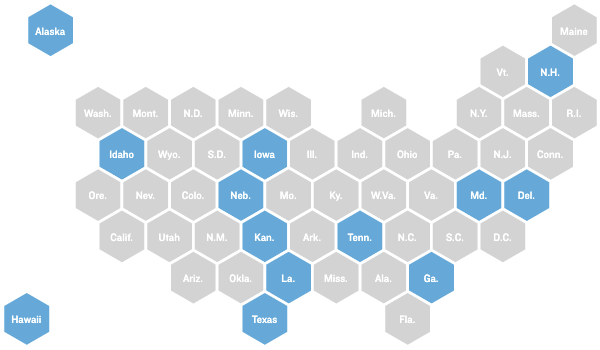 Alaska
Maine
Vt. N.H.
Wash. Mont. N.D. Minn. Wis. Mich. N.Y. Mass. R.I.
Idaho Wyo. S.D. Iowa Ill. Ind. Ohio Pa. N.J. Conn.
Ore. Nev. Colo. Neb. Mo. Ky. W.Va. Va. Md. Del.
Calif. Utah N.M. Kan. Ark. Tenn. N.C. S.C. D.C.
Ariz. Okla. La. Miss. Ala. Ga.
Hawaii Texas Fla.